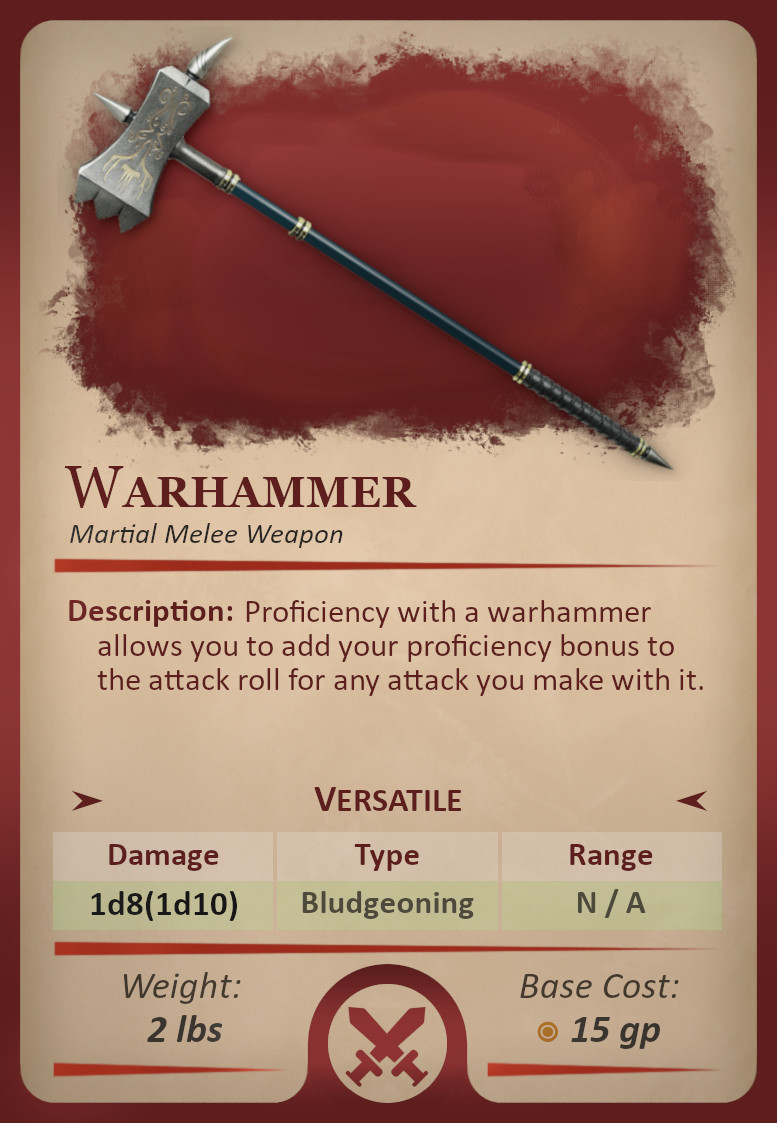 WARHAMMER
Martial Melee Weapon
Description: Proficiency with a warhammer
allows you to add your proficiency bonus to
the attack roll for any attack you make with it.
VERSATILE
Damage Type Range
1d8(1d10) Bludgeoning N / A
Weight: Base Cost:
2 lbs 15 gp